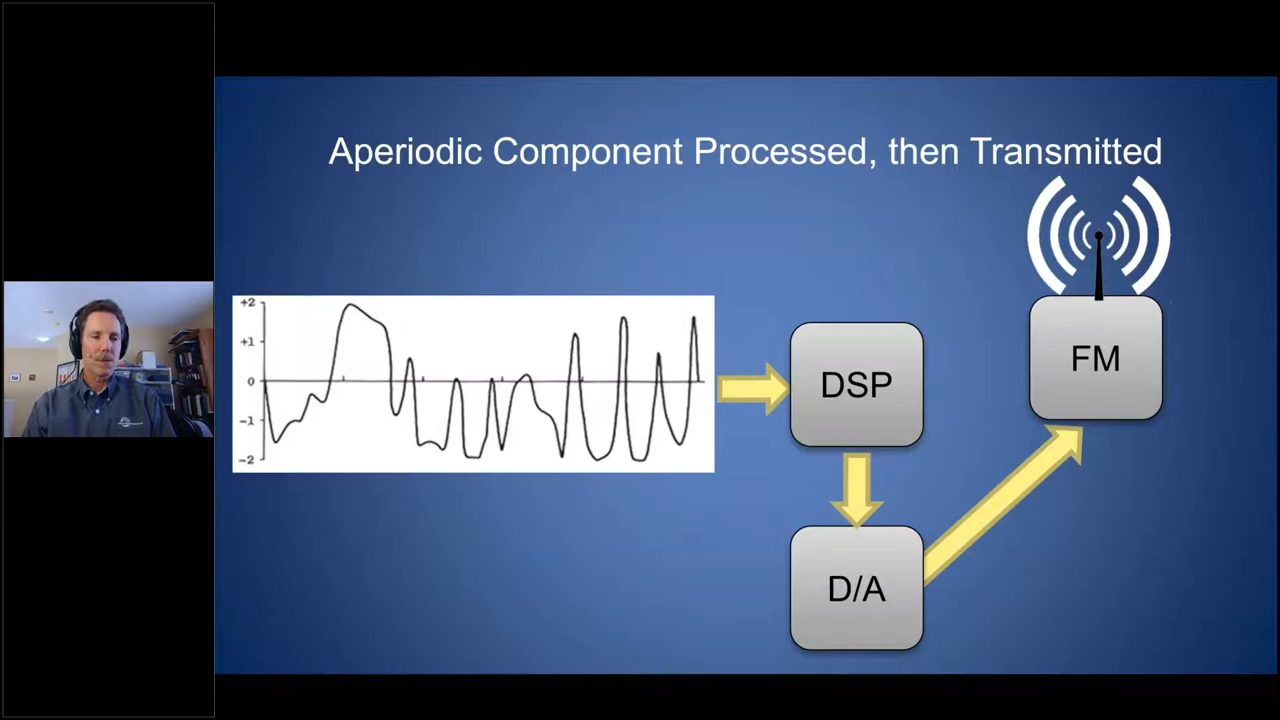 Aperiodic Component Processed, then Transmitted
+2
+1
0
−1
−2
DSP
FM
D/A